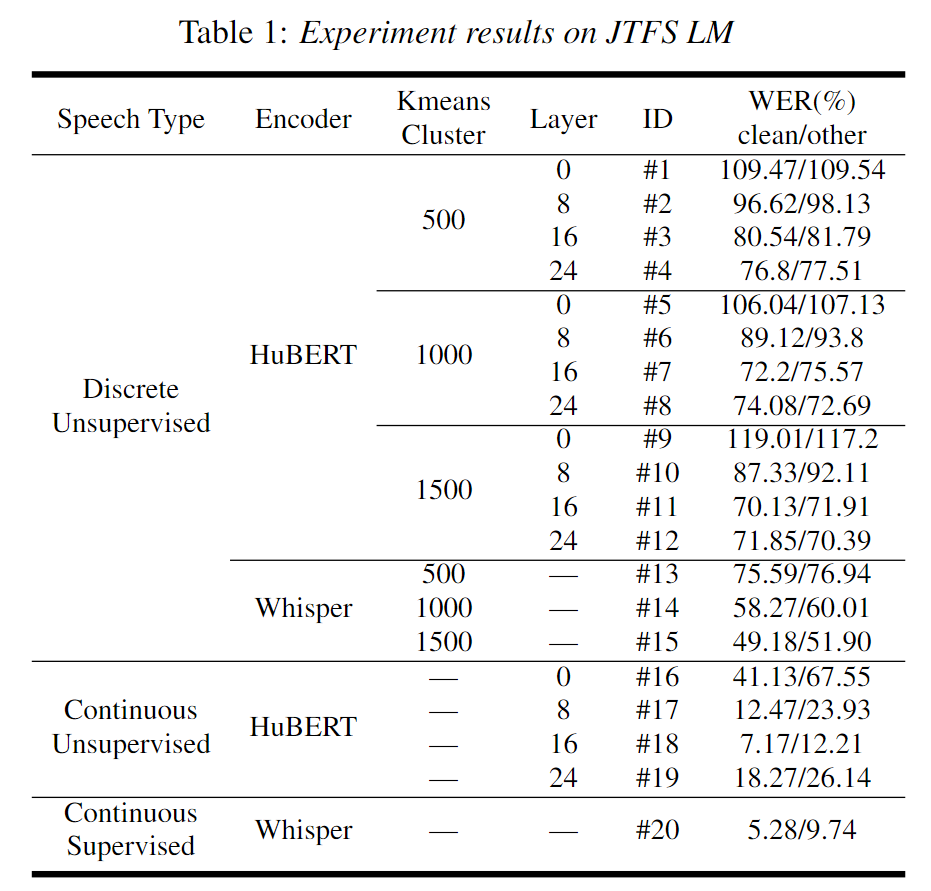 Table 1: Experiment results on JTFS LM
Speech Type Encoder Kmeans Cluster Layer ID WER(%) clean/other
Discrete Unsupervised HuBERT 500 0 #1 109.47/109.54
8 #2 96.62/98.13
16 #3 80.54/81.79
24 #4 76.8/77.51
1000 0 #5 106.04/107.13
8 #6 89.12/93.8
16 #7 72.2/75.57
24 #8 74.08/72.69
1500 0 #9 119.01/117.2
8 #10 87.33/92.11
16 #11 70.13/71.91
24 #12 71.85/70.39
Whisper 500 — #13 75.59/76.94
1000 — #14 58.27/60.01
1500 — #15 49.18/51.90
Continuous Unsupervised HuBERT — 0 #16 41.13/67.55
— 8 #17 12.47/23.93
— 16 #18 7.17/12.21
— 24 #19 18.27/26.14
Continuous Supervised Whisper — — #20 5.28/9.74